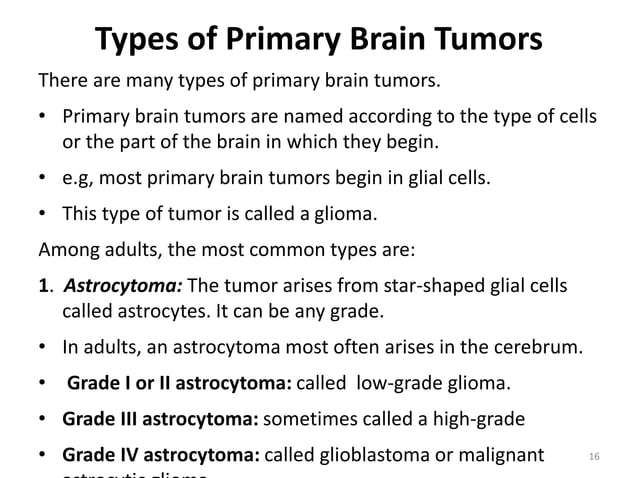 Types of Primary Brain Tumors
There are many types of primary brain tumors.
• Primary brain tumors are named according to the type of cells
or the part of the brain in which they begin.
• e.g, most primary brain tumors begin in glial cells.
• This type of tumor is called a glioma.
Among adults, the most common types are:
1. Astrocytoma: The tumor arises from star-shaped glial cells
called astrocytes. It can be any grade.
• In adults, an astrocytoma most often arises in the cerebrum.
• Grade I or II astrocytoma: called low-grade glioma.
• Grade III astrocytoma: sometimes called a high-grade
• Grade IV astrocytoma: called glioblastoma or malignant
16